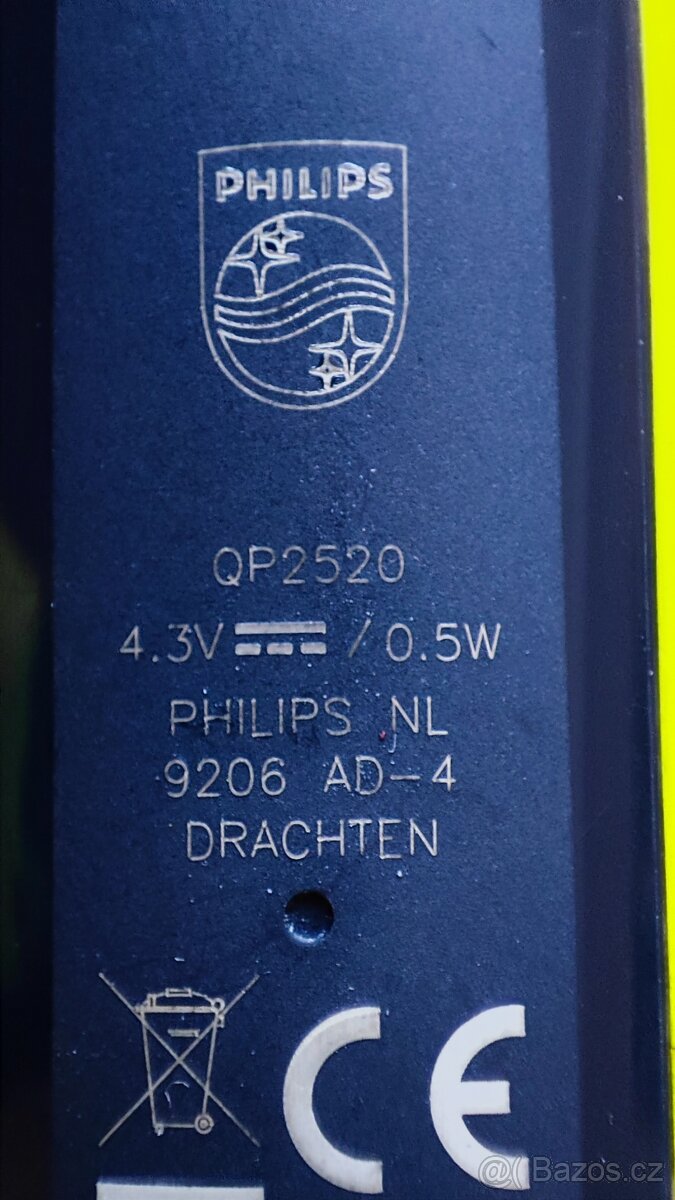 PHILIPS
QP2520
4.3V ⎓ / 0.5W
PHILIPS NL
9206 AD-4
DRACHTEN
CE
@ Bazos.cz